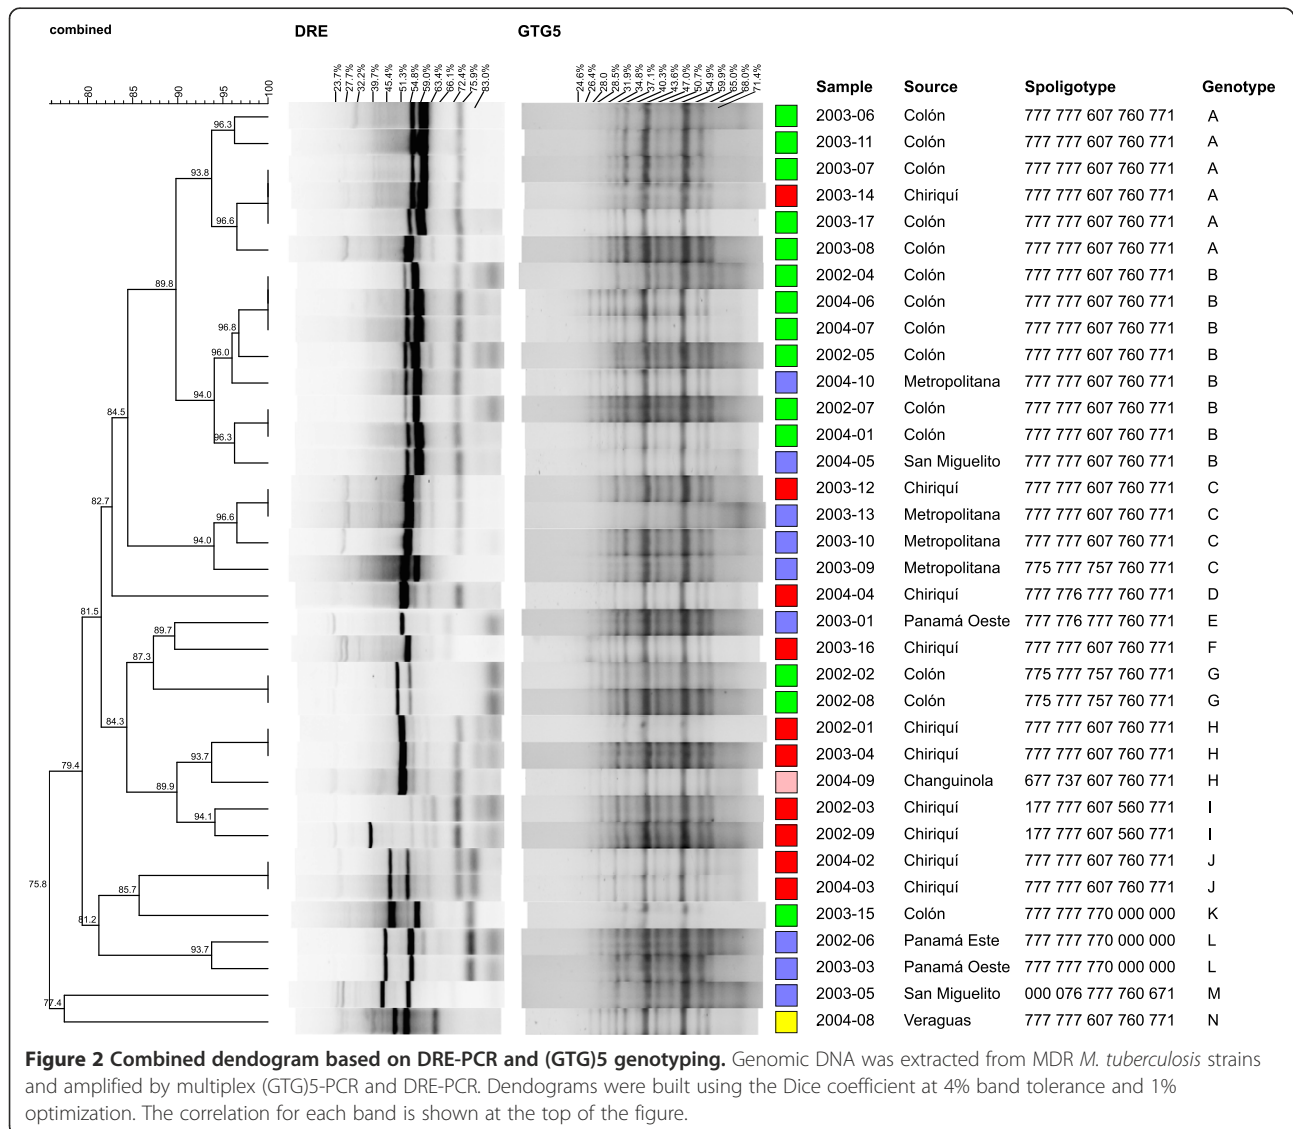 combined DRE GTG5
23.7% 27.7% 32.2% 39.7% 45.4% 51.3% 54.8% 59.0% 63.4% 66.1% 72.4% 75.9% 83.0%
24.6% 26.4% 26.0 28.5% 31.9% 34.8% 37.1% 40.3% 43.6% 47.0% 50.7% 54.9% 59.9% 65.0% 68.0% 71.4%
80 85 90 95 100
Sample Source Spoligotype Genotype
2003-06 Colón 777 777 607 760 771 A
96.3
2003-11 Colón 777 777 607 760 771 A
2003-07 Colón 777 777 607 760 771 A
93.8
2003-14 Chiriquí 777 777 607 760 771 A
96.6
2003-17 Colón 777 777 607 760 771 A
2003-08 Colón 777 777 607 760 771 A
2002-04 Colón 777 777 607 760 771 B
89.8
2004-06 Colón 777 777 607 760 771 B
96.8
2004-07 Colón 777 777 607 760 771 B
96.0
2002-05 Colón 777 777 607 760 771 B
2004-10 Metropolitana 777 777 607 760 771 B
94.0
2002-07 Colón 777 777 607 760 771 B
84.5
2004-01 Colón 777 777 607 760 771 B
96.3
2004-05 San Miguelito 777 777 607 760 771 B
2003-12 Chiriquí 777 777 607 760 771 C
82.7
2003-13 Metropolitana 777 777 607 760 771 C
96.6
2003-10 Metropolitana 777 777 607 760 771 C
94.0
2003-09 Metropolitana 775 777 757 760 771 C
2004-04 Chiriquí 777 776 777 760 771 D
81.5
2003-01 Panamá Oeste 777 776 777 760 771 E
89.7
2003-16 Chiriquí 777 777 607 760 771 F
87.3
2002-02 Colón 775 777 757 760 771 G
2002-08 Colón 775 777 757 760 771 G
84.3
2002-01 Chiriquí 777 777 607 760 771 H
2003-04 Chiriquí 777 777 607 760 771 H
93.7
79.4
2004-09 Changuinola 677 737 607 760 771 H
89.9
2002-03 Chiriquí 177 777 607 560 771 I
94.1
2002-09 Chiriquí 177 777 607 560 771 I
2004-02 Chiriquí 777 777 607 760 771 J
75.8
2004-03 Chiriquí 777 777 607 760 771 J
85.7
2003-15 Colón 777 777 770 000 000 K
81.2
2002-06 Panamá Este 777 777 770 000 000 L
93.7
2003-03 Panamá Oeste 777 777 770 000 000 L
2003-05 San Miguelito 000 076 777 760 671 M
77.4
2004-08 Veraguas 777 777 607 760 771 N
Figure 2 Combined dendogram based on DRE-PCR and (GTG)5 genotyping. Genomic DNA was extracted from MDR M. tuberculosis strains
and amplified by multiplex (GTG)5-PCR and DRE-PCR. Dendograms were built using the Dice coefficient at 4% band tolerance and 1%
optimization. The correlation for each band is shown at the top of the figure.